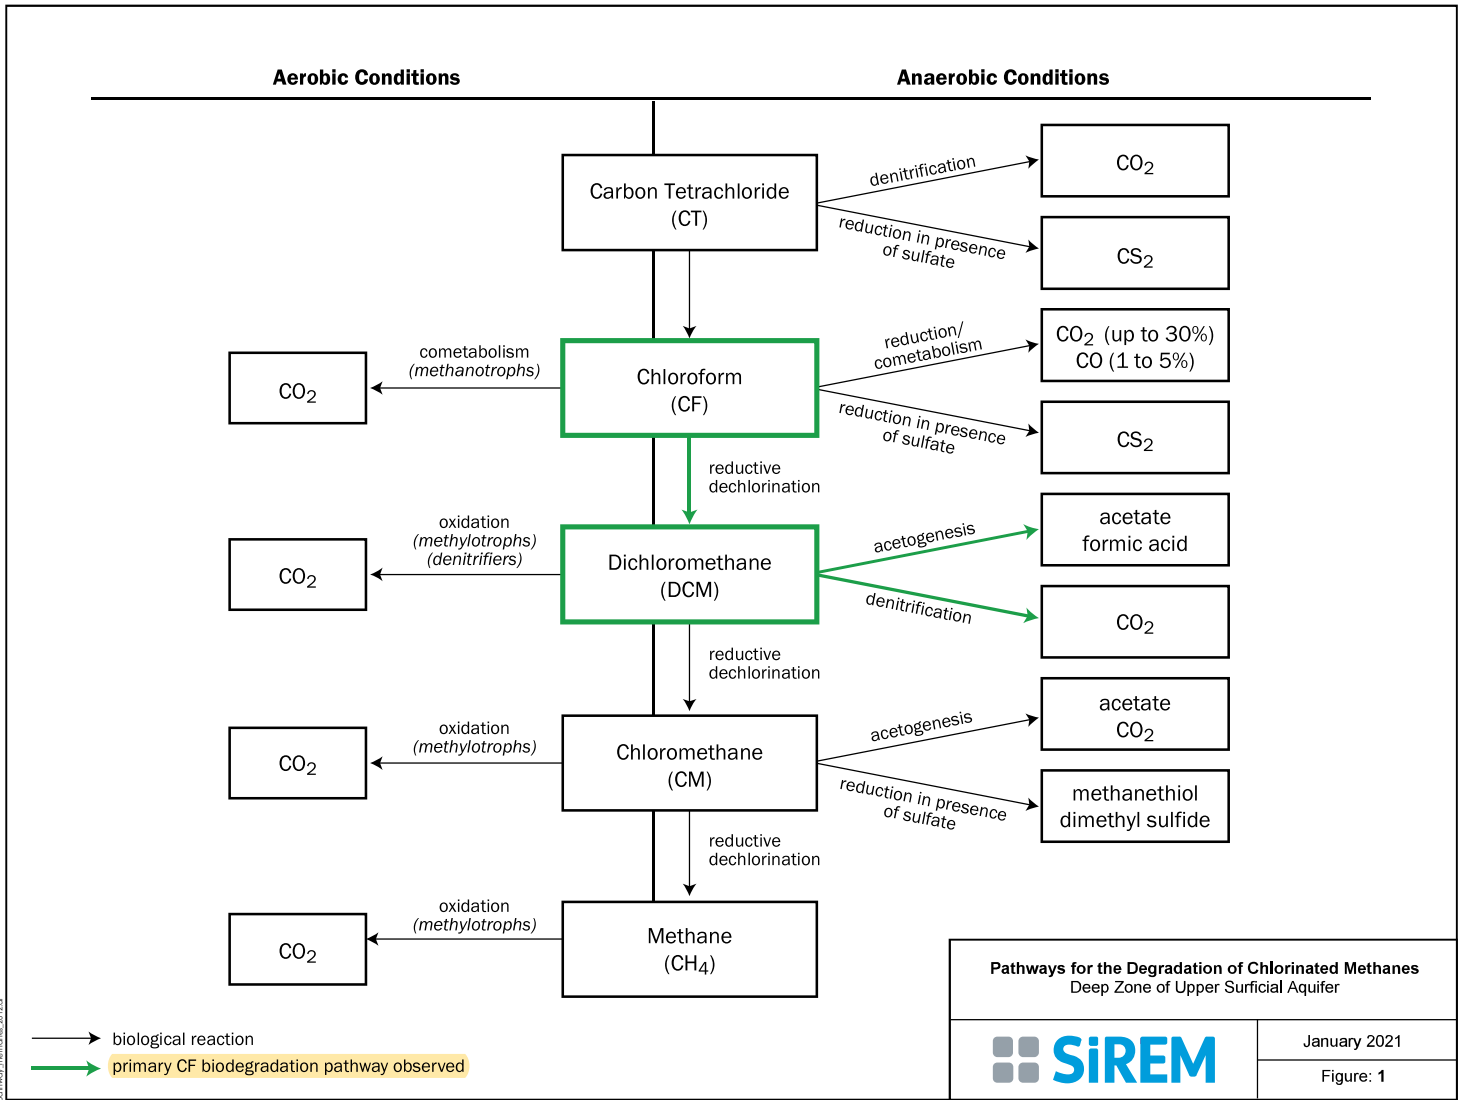 Aerobic Conditions
Anaerobic Conditions
Carbon Tetrachloride
(CT)
denitrification
CO2
reduction in presence
of sulfate
CS2
cometabolism
(methanotrophs)
CO2
Chloroform
(CF)
reduction/
cometabolism
CO2 (up to 30%)
CO (1 to 5%)
reduction in presence
of sulfate
CS2
reductive
dechlorination
oxidation
(methylotrophs)
(denitrifiers)
CO2
Dichloromethane
(DCM)
acetogenesis
acetate
formic acid
denitrification
CO2
reductive
dechlorination
oxidation
(methylotrophs)
CO2
Chloromethane
(CM)
acetogenesis
acetate
CO2
reduction in presence
of sulfate
methanethiol
dimethyl sulfide
reductive
dechlorination
oxidation
(methylotrophs)
CO2
Methane
(CH4)
biological reaction
primary CF biodegradation pathway observed
Pathways for the Degradation of Chlorinated Methanes
Deep Zone of Upper Surficial Aquifer
SiREM
January 2021
Figure: 1